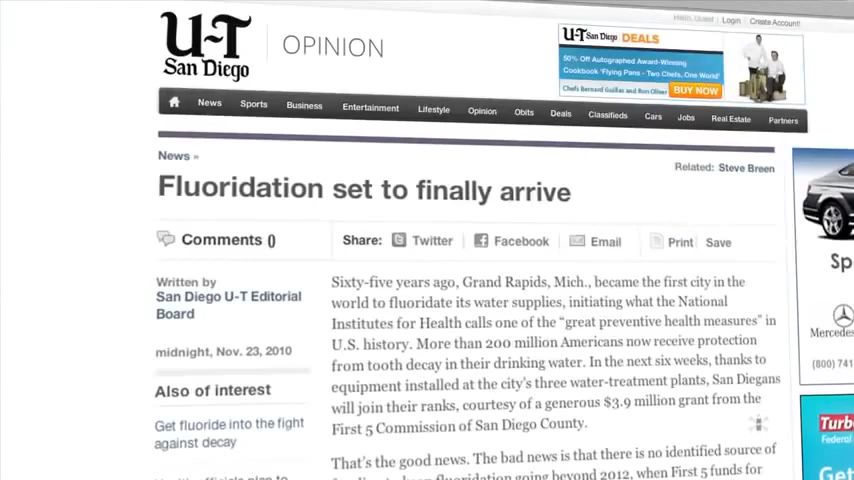 U-T
San Diego
OPINION
Hello, Guest | Login | Create Account!
U-T San Diego DEALS
50% Off Autographed Award-Winning
Cookbook 'Flying Pans - Two Chefs, One World'
Chefs Bernard Guillas and Ron Oliver
BUY NOW
News Sports Business Entertainment Lifestyle Opinion Obits Deals Classifieds Cars Jobs Real Estate Partners
News »
Related: Steve Breen
Fluoridation set to finally arrive
Comments ()
Share: Twitter | Facebook | Email | Print Save
Written by
San Diego U-T Editorial
Board
midnight, Nov. 23, 2010
Also of interest
Get fluoride into the fight
against decay
Sixty-five years ago, Grand Rapids, Mich., became the first city in the
world to fluoridate its water supplies, initiating what the National
Institutes for Health calls one of the “great preventive health measures” in
U.S. history. More than 200 million Americans now receive protection
from tooth decay in their drinking water. In the next six weeks, thanks to
equipment installed at the city’s three water-treatment plants, San Diegans
will join their ranks, courtesy of a generous $3.9 million grant from the
First 5 Commission of San Diego County.
That’s the good news. The bad news is that there is no identified source of
fluoridation going beyond 2012, when First 5 funds for
Sp
Mercedes
(800) 741
Turbo
Federal
Get